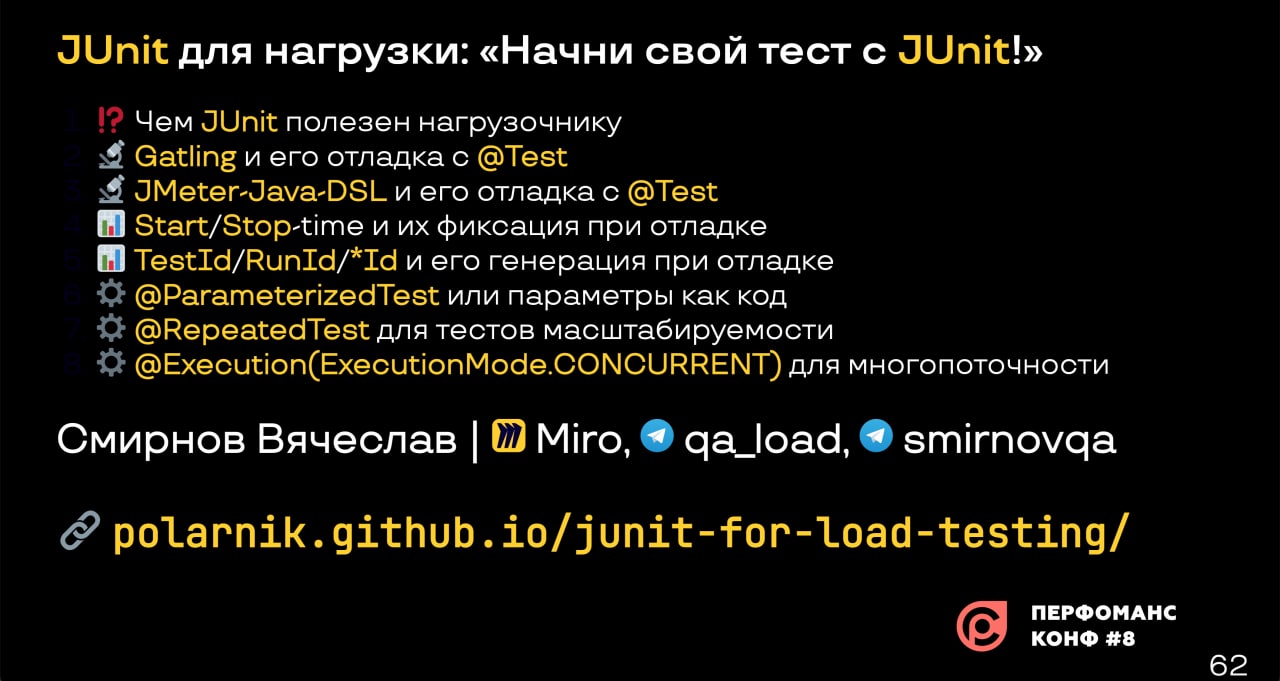 JUnit для нагрузки: «Начни свой тест с JUnit!»
1. ⁉ Чем JUnit полезен нагрузочнику
2. 🔬 Gatling и его отладка с @Test
3. 🔬 JMeter-Java-DSL и его отладка с @Test
4. 📊 Start/Stop-time и их фиксация при отладке
5. 📊 TestId/RunId/*Id и его генерация при отладке
6. ⚙ @ParameterizedTest или параметры как код
7. ⚙ @RepeatedTest для тестов масштабируемости
8. ⚙ @Execution(ExecutionMode.CONCURRENT) для многопоточности
Смирнов Вячеслав | Miro, qa_load, smirnovqa
🔗 polarnik.github.io/junit-for-load-testing/
ПЕРФОМАНС
КОНФ #8
62